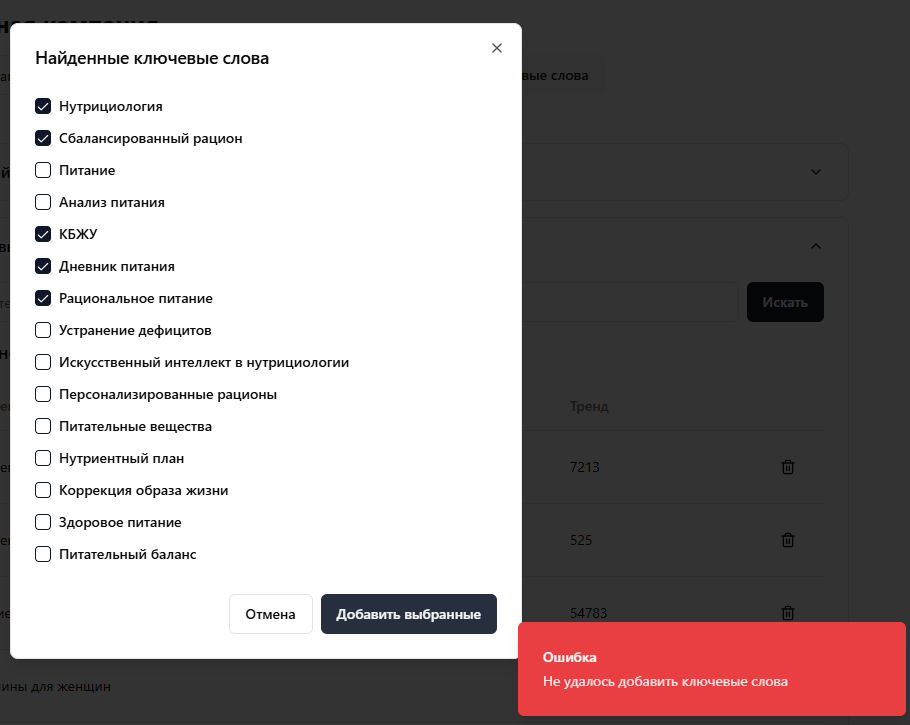 Найденные ключевые слова
вые слова
Нутрициология
Сбалансированный рацион
Питание
Анализ питания
КБЖУ
Дневник питания
Рациональное питание
Искать
Устранение дефицитов
Искусственный интеллект в нутрициологии
Персонализированные рационы
Тренд
Питательные вещества
Нутриентный план
7213
Коррекция образа жизни
Здоровое питание
525
Питательный баланс
Отмена
Добавить выбранные
54783
Ошибка
Не удалось добавить ключевые слова
ины для женщин